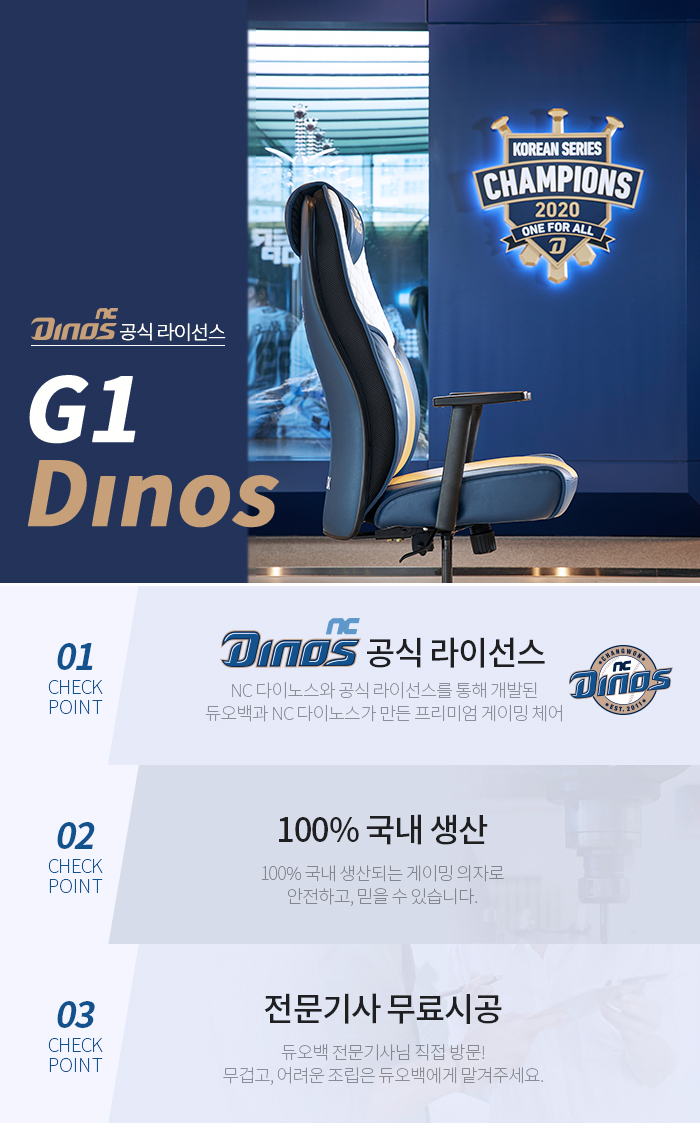 KOREAN SERIES
CHAMPIONS
2020
ONE FOR ALL
D
NC
DINOS 공식 라이선스
G1
DINOS
01
CHECK
POINT
NC
DINOS 공식 라이선스
NC 다이노스와 공식 라이선스를 통해 개발된
듀오백과 NC 다이노스가 만든 프리미엄 게이밍 체어
CHANGWON
NC
DINOS
EST. 2011
02
CHECK
POINT
100% 국내 생산
100% 국내 생산되는 게이밍 의자로
안전하고, 믿을 수 있습니다.
03
CHECK
POINT
전문기사 무료시공
듀오백 전문기사님 직접 방문!
무겁고, 어려운 조립은 듀오백에게 맡겨주세요.